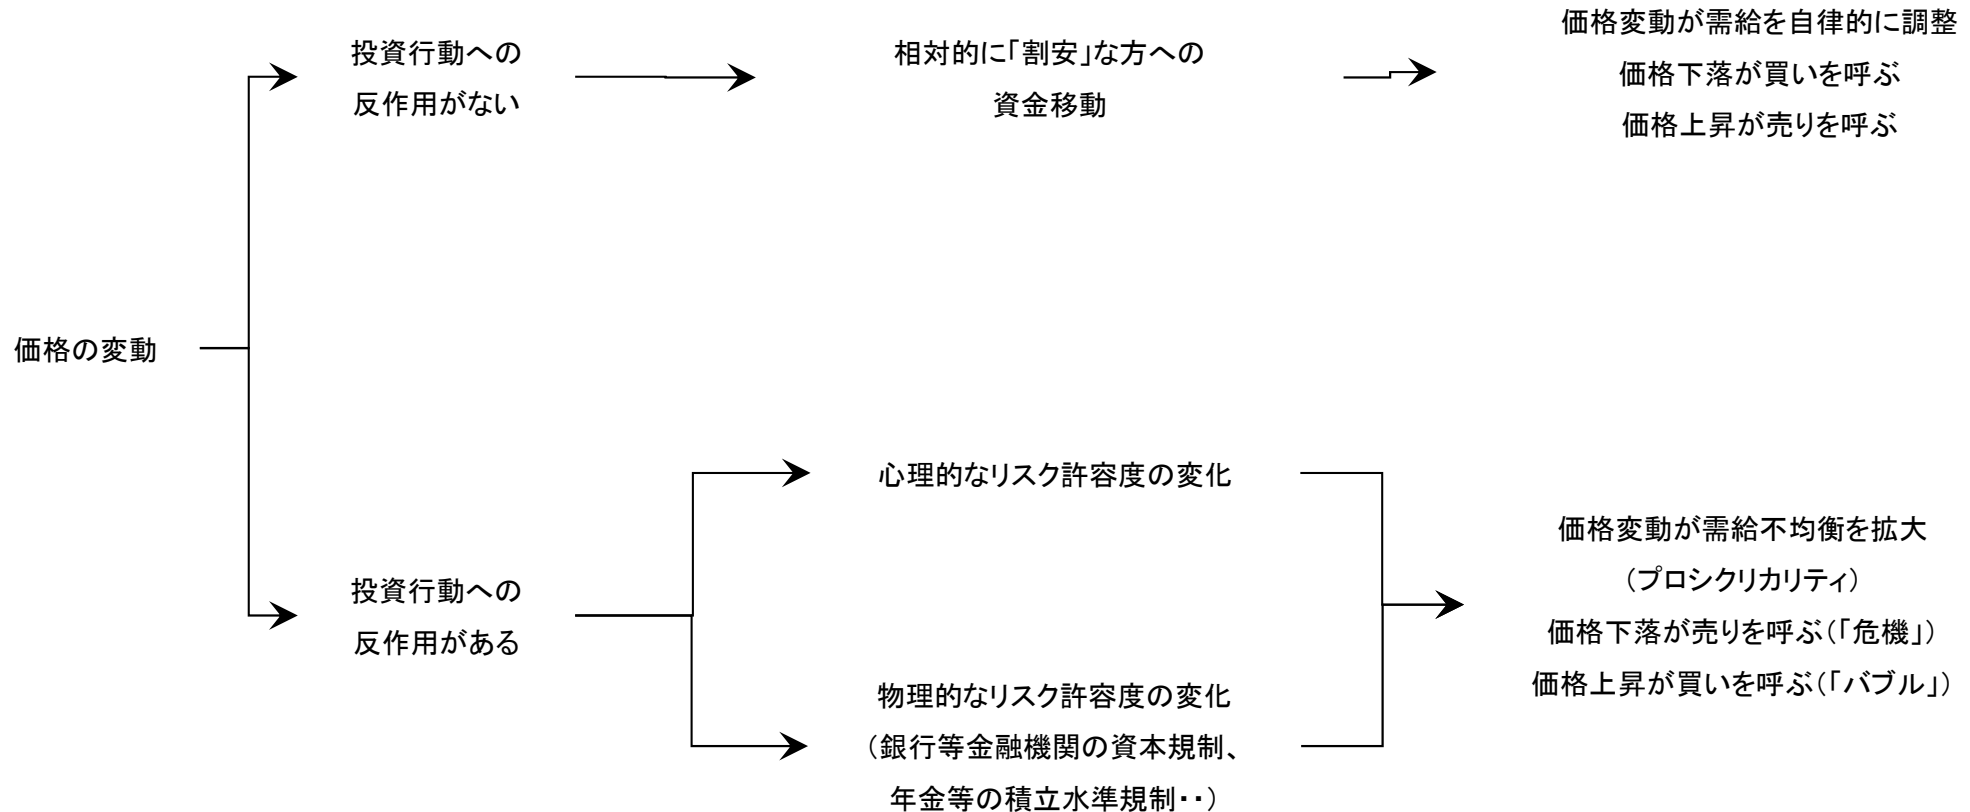 価格の変動
投資行動への
反作用がない
相対的に「割安」な方への
資金移動
価格変動が需給を自律的に調整
価格下落が買いを呼ぶ
価格上昇が売りを呼ぶ
投資行動への
反作用がある
心理的なリスク許容度の変化
物理的なリスク許容度の変化
（銀行等金融機関の資本規制、
年金等の積立水準規制・・）
価格変動が需給不均衡を拡大
（プロシクリカリティ）
価格下落が売りを呼ぶ（「危機」）
価格上昇が買いを呼ぶ（「バブル」）